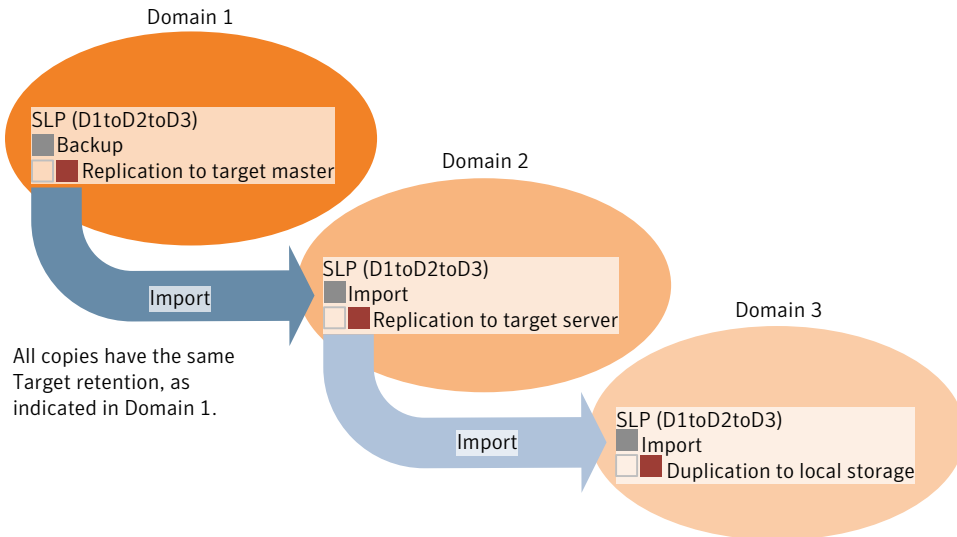 Domain 1
SLP (D1toD2toD3)
Backup
Replication to target master
Import
All copies have the same
Target retention, as
indicated in Domain 1.
Domain 2
SLP (D1toD2toD3)
Import
Replication to target server
Import
Domain 3
SLP (D1toD2toD3)
Import
Duplication to local storage